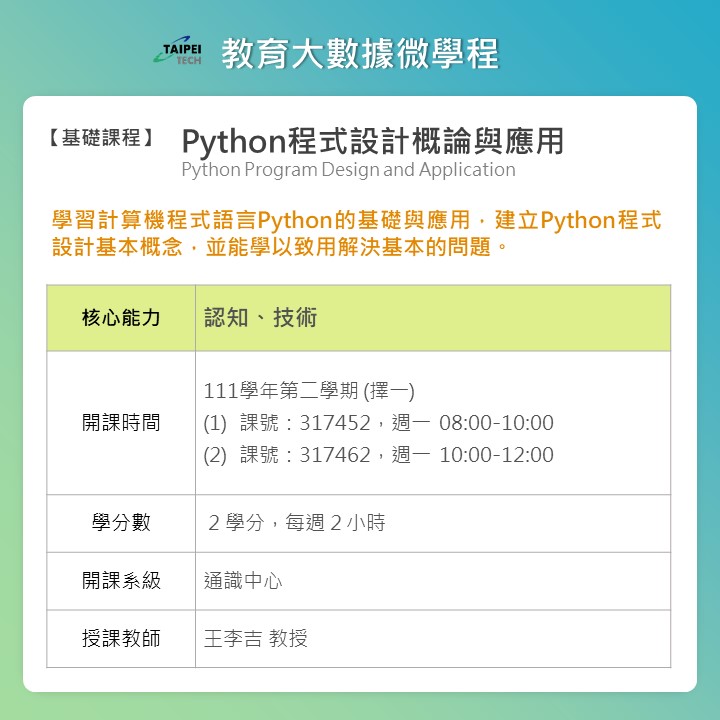 TAIPEI
TECH
教育大數據微學程
【基礎課程】
Python程式設計概論與應用
Python Program Design and Application
學習計算機程式語言Python的基礎與應用，建立Python程式
設計基本概念，並能學以致用解決基本的問題。
核心能力 認知、技術
開課時間
111學年第二學期 (擇一)
(1) 課號：317452，週一 08:00-10:00
(2) 課號：317462，週一 10:00-12:00
學分數 2 學分，每週 2 小時
開課系級 通識中心
授課教師 王李吉 教授